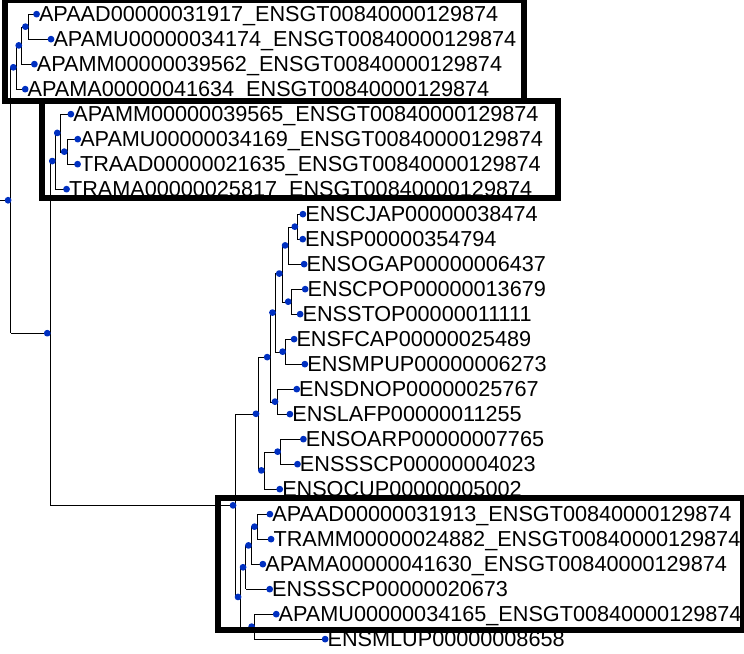 APAAD00000031917_ENSGT00840000129874
APAMU00000034174_ENSGT00840000129874
APAMM00000039562_ENSGT00840000129874
APAMA00000041634_ENSGT00840000129874
APAMM00000039565_ENSGT00840000129874
APAMU00000034169_ENSGT00840000129874
TRAAD00000021635_ENSGT00840000129874
TRAMA00000025817_ENSGT00840000129874
ENSCJAP00000038474
ENSP00000354794
ENSOGAP00000006437
ENSCPOP00000013679
ENSSTOP00000011111
ENSFCAP00000025489
ENSMPUP00000006273
ENSDNOP00000025767
ENSLAFP00000011255
ENSOARP00000007765
ENSSSCP00000004023
ENSOCUP00000005002
APAAD00000031913_ENSGT00840000129874
TRAMM00000024882_ENSGT00840000129874
APAMA00000041630_ENSGT00840000129874
ENSSSCP00000020673
APAMU00000034165_ENSGT00840000129874
ENSMLUP00000008658